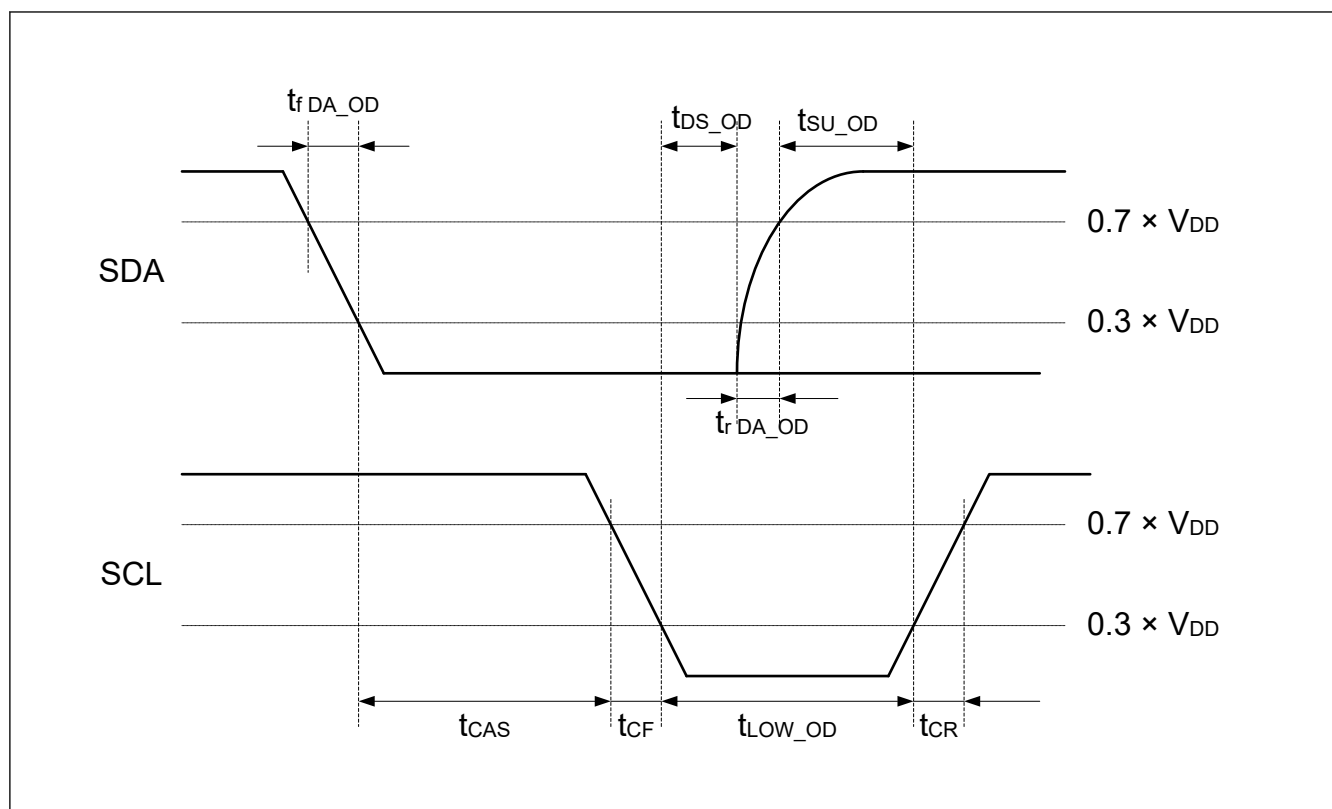 tf DA_OD
tDS_OD
tSU_OD
0.7 × VDD
SDA
0.3 × VDD
tr DA_OD
0.7 × VDD
SCL
0.3 × VDD
tCAS
tCF
tLOW_OD
tCR